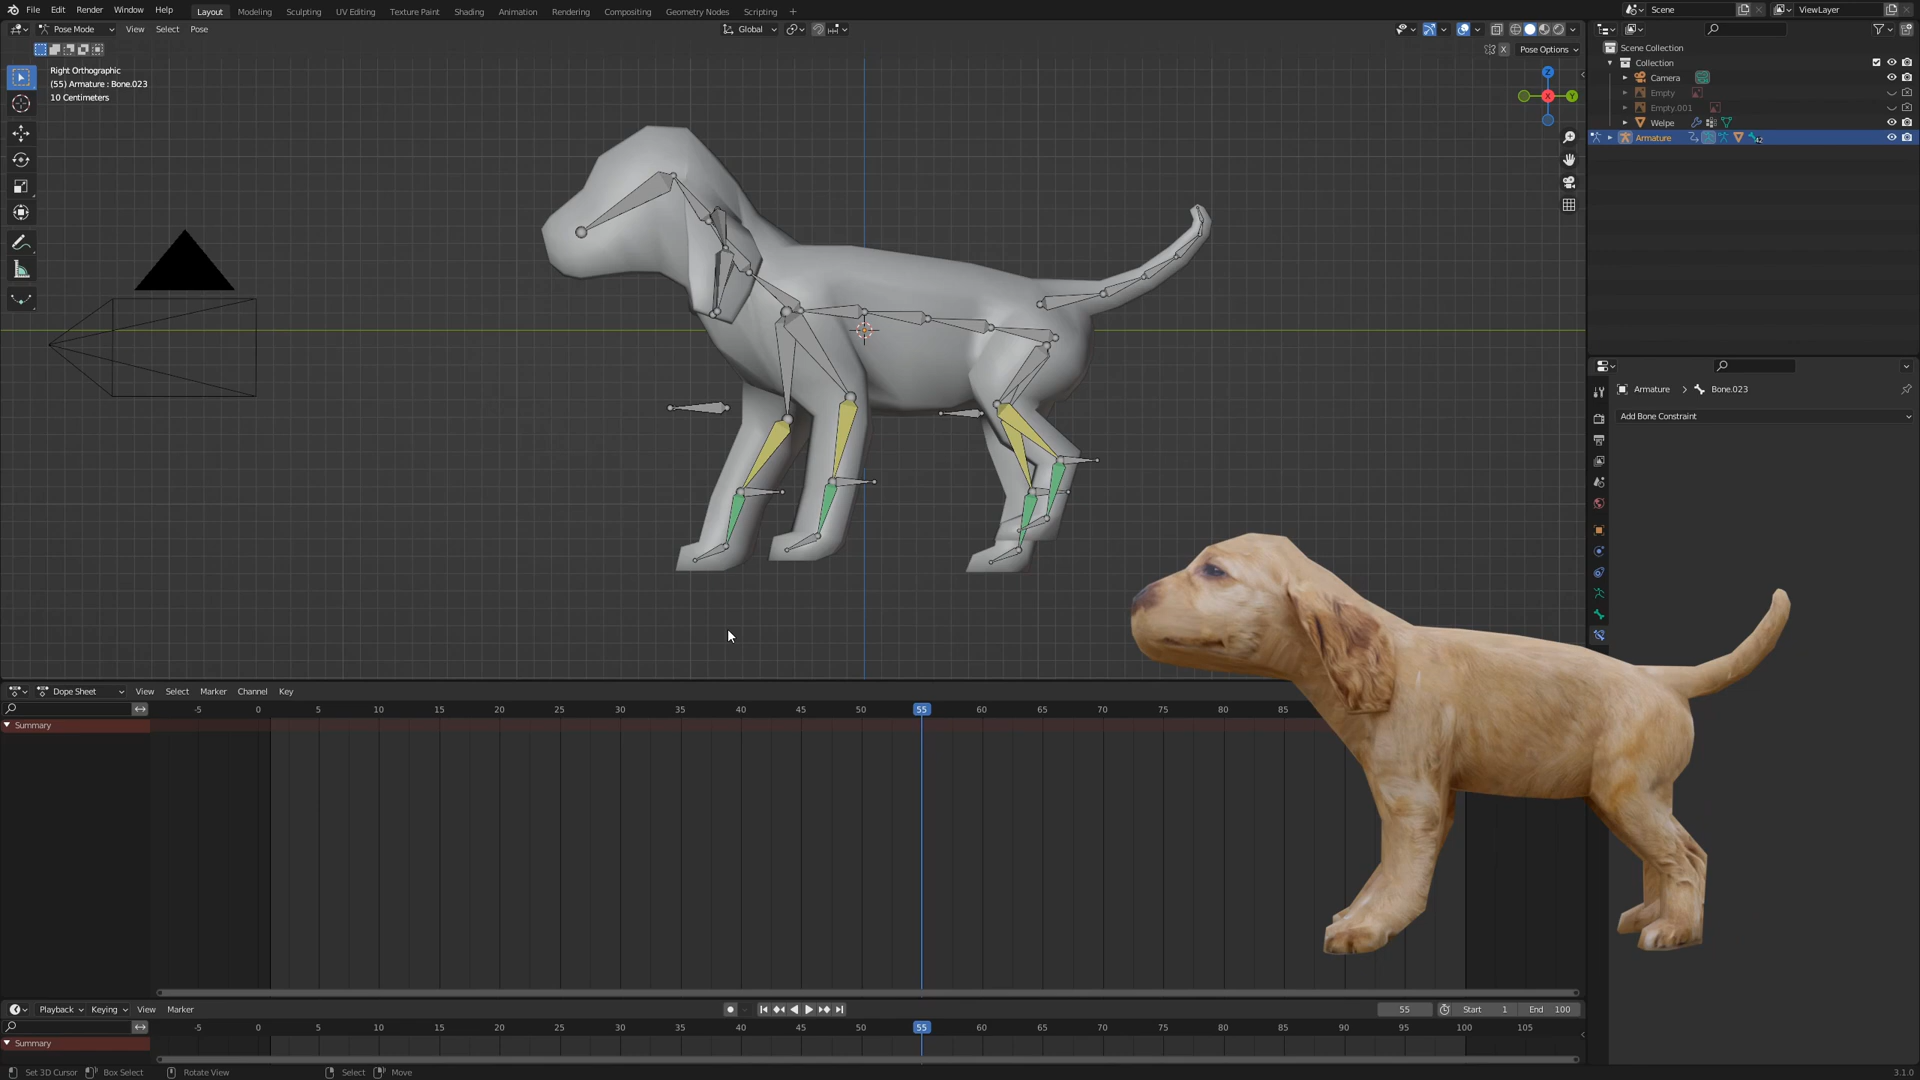 File Edit Render Window Help Layout Modeling Sculpting UV Editing Texture Paint Shading Animation Rendering Compositing Geometry Nodes Scripting + Scene ViewLayer
Pose Mode View Select Pose Global
Pose Options X
Right Orthographic
(55) Armature : Bone.023
10 Centimeters
Z
X
Y
Scene Collection
Collection
Camera
Empty
Empty.001
Welpe
Armature 42
Armature > Bone.023
Add Bone Constraint
Dope Sheet View Select Marker Channel Key
-5 0 5 10 15 20 25 30 35 40 45 50 55 60 65 70 75 80 85
Summary
Playback Keying View Marker 55 Start 1 End 100
-5 0 5 10 15 20 25 30 35 40 45 50 55 60 65 70 75 80 85 90 95 100 105
Summary
Set 3D Cursor Box Select Rotate View Select Move 3.1.0